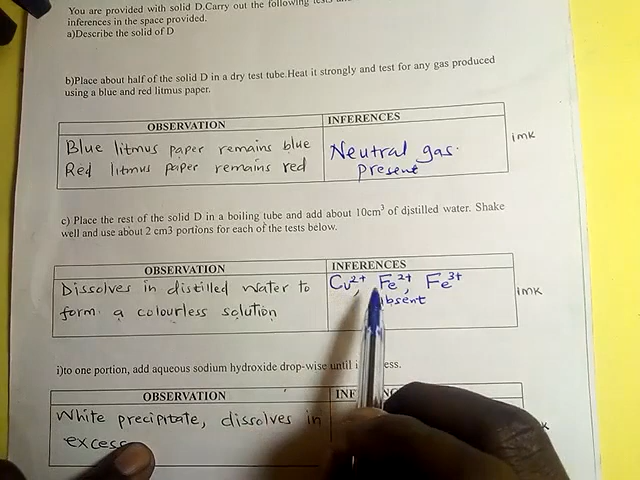 You are provided with solid D.Carry out the following tests and
inferences in the space provided.
a)Describe the solid of D
b)Place about half of the solid D in a dry test tube.Heat it strongly and test for any gas produced
using a blue and red litmus paper.
OBSERVATION INFERENCES
Blue litmus paper remains blue
Red litmus paper remains red
Neutral gas
present
1mk
c) Place the rest of the solid D in a boiling tube and add about 10cm³ of distilled water. Shake
well and use about 2 cm3 portions for each of the tests below.
OBSERVATION INFERENCES
Dissolves in distilled water to
form a colourless solution
Cu²⁺, Fe²⁺, Fe³⁺
absent
1mk
i)to one portion, add aqueous sodium hydroxide drop-wise until
OBSERVATION
White precipitate, dissolves in
excess